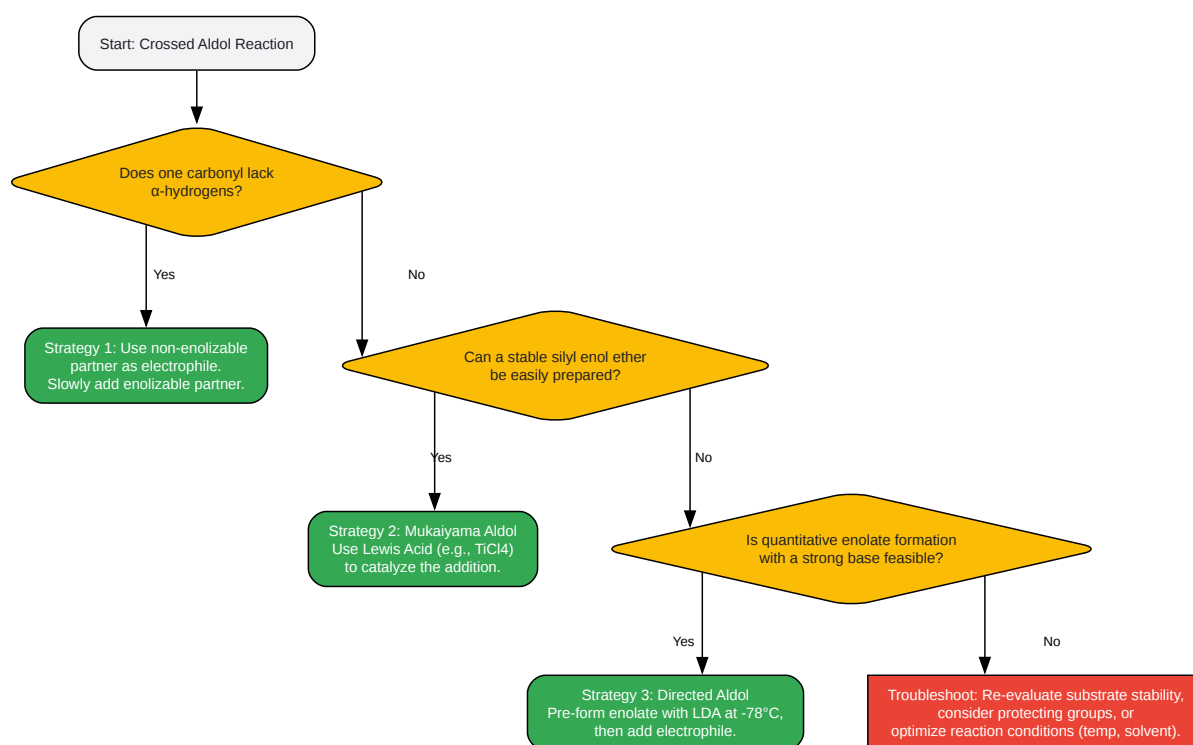 Start: Crossed Aldol Reaction
Does one carbonyl lack
α-hydrogens?
Yes
No
Strategy 1: Use non-enolizable
partner as electrophile.
Slowly add enolizable partner.
Can a stable silyl enol ether
be easily prepared?
Yes
No
Strategy 2: Mukaiyama Aldol
Use Lewis Acid (e.g., TiCl4)
to catalyze the addition.
Is quantitative enolate formation
with a strong base feasible?
Yes
No
Strategy 3: Directed Aldol
Pre-form enolate with LDA at -78°C,
then add electrophile.
Troubleshoot: Re-evaluate substrate stability,
consider protecting groups, or
optimize reaction conditions (temp, solvent).